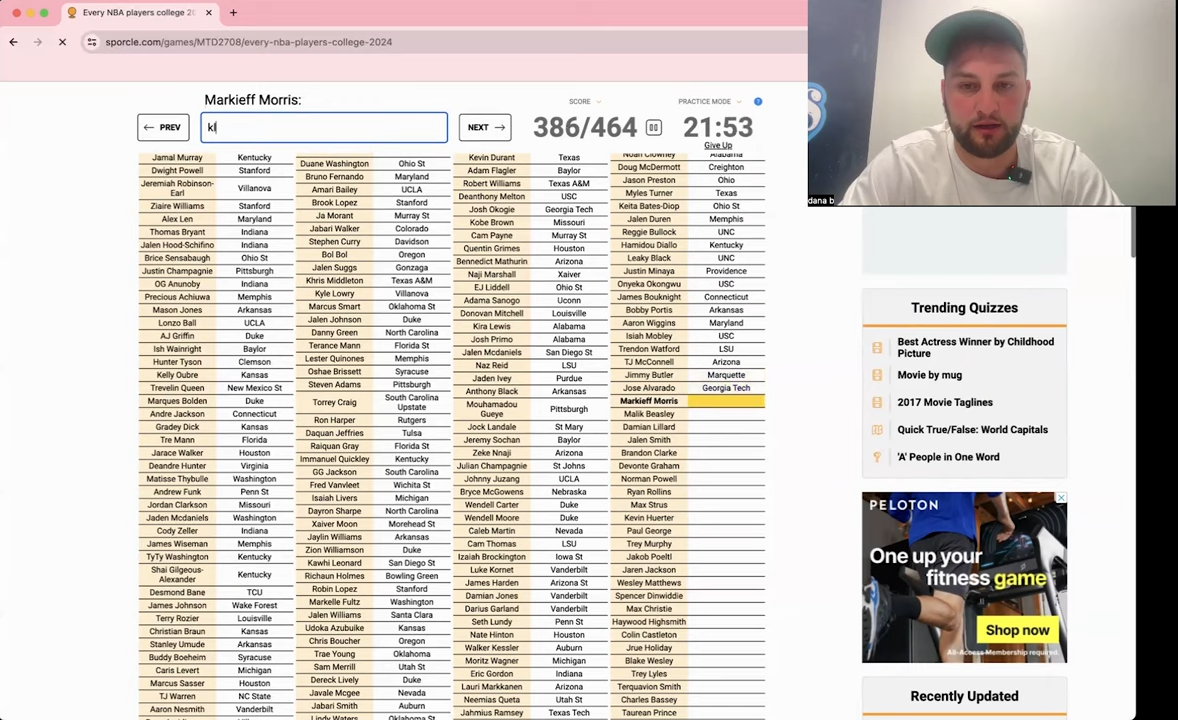 Every NBA players college 20
sporcle.com/games/MTD2708/every-nba-players-college-2024
Markieff Morris:
PREV
kl
NEXT
SCORE
386/464
PRACTICE MODE
21:53
Give Up
dana b
Jamal Murray Kentucky
Dwight Powell Stanford
Jeremiah Robinson-
Earl Villanova
Ziaire Williams Stanford
Alex Len Maryland
Thomas Bryant Indiana
Jalen Hood-Schifino Indiana
Brice Sensabaugh Ohio St
Justin Champagnie Pittsburgh
OG Anunoby Indiana
Precious Achiuwa Memphis
Mason Jones Arkansas
Lonzo Ball UCLA
AJ Griffin Duke
Ish Wainright Baylor
Hunter Tyson Clemson
Kelly Oubre Kansas
Trevelin Queen New Mexico St
Marques Bolden Duke
Andre Jackson Connecticut
Gradey Dick Kansas
Tre Mann Florida
Jarace Walker Houston
Deandre Hunter Virginia
Matisse Thybulle Washington
Andrew Funk Penn St
Jordan Clarkson Missouri
Jaden Mcdaniels Washington
Cody Zeller Indiana
James Wiseman Memphis
TyTy Washington Kentucky
Shai Gilgeous-
Alexander Kentucky
Desmond Bane TCU
James Johnson Wake Forest
Terry Rozier Louisville
Christian Braun Kansas
Stanley Umude Arkansas
Buddy Boeheim Syracuse
Caris Levert Michigan
Marcus Sasser Houston
TJ Warren NC State
Aaron Nesmith Vanderbilt
Duane Washington Ohio St
Bruno Fernando Maryland
Amari Bailey UCLA
Brook Lopez Stanford
Ja Morant Murray St
Jabari Walker Colorado
Stephen Curry Davidson
Bol Bol Oregon
Jalen Suggs Gonzaga
Khris Middleton Texas A&M
Kyle Lowry Villanova
Marcus Smart Oklahoma St
Jalen Johnson Duke
Danny Green North Carolina
Terance Mann Florida St
Lester Quinones Memphis
Oshae Brissett Syracuse
Steven Adams Pittsburgh
Torrey Craig South Carolina
Upstate
Ron Harper Rutgers
Daquan Jeffries Tulsa
Raiquan Gray Florida St
Immanuel Quickley Kentucky
GG Jackson South Carolina
Fred Vanvleet Wichita St
Isaiah Livers Michigan
Dayron Sharpe North Carolina
Xaiver Moon Morehead St
Jaylin Williams Arkansas
Zion Williamson Duke
Kawhi Leonard San Diego St
Richaun Holmes Bowling Green
Robin Lopez Stanford
Markelle Fultz Washington
Jalen Williams Santa Clara
Udoka Azubuike Kansas
Chris Boucher Oregon
Trae Young Oklahoma
Sam Merrill Utah St
Dereck Lively Duke
Javale Mcgee Nevada
Jabari Smith Auburn
Lindy Waters Oklahoma St
Kevin Durant Texas
Adam Flagler Baylor
Robert Williams Texas A&M
Deanthony Melton USC
Josh Okogie Georgia Tech
Kobe Brown Missouri
Cam Payne Murray St
Quentin Grimes Houston
Bennedict Mathurin Arizona
Naji Marshall Xaiver
EJ Liddell Ohio St
Adama Sanogo Uconn
Donovan Mitchell Louisville
Kira Lewis Alabama
Josh Primo Alabama
Jalen Mcdaniels San Diego St
Naz Reid LSU
Jaden Ivey Purdue
Anthony Black Arkansas
Mouhamadou
Gueye Pittsburgh
Jock Landale St Mary
Jeremy Sochan Baylor
Zeke Nnaji Arizona
Julian Champagnie St Johns
Johnny Juzang UCLA
Bryce McGowens Nebraska
Wendell Carter Duke
Wendell Moore Duke
Caleb Martin Nevada
Cam Thomas LSU
Izaiah Brockington Iowa St
Luke Kornet Vanderbilt
James Harden Arizona St
Damian Jones Vanderbilt
Darius Garland Vanderbilt
Seth Lundy Penn St
Nate Hinton Houston
Walker Kessler Auburn
Moritz Wagner Michigan
Eric Gordon Indiana
Lauri Markkanen Arizona
Neemias Queta Utah St
Jahmius Ramsey Texas Tech
Noah Clowney Alabama
Doug McDermott Creighton
Jason Preston Ohio
Myles Turner Texas
Keita Bates-Diop Ohio St
Jalen Duren Memphis
Reggie Bullock UNC
Hamidou Diallo Kentucky
Leaky Black UNC
Justin Minaya Providence
Onyeka Okongwu USC
James Bouknight Connecticut
Bobby Portis Arkansas
Aaron Wiggins Maryland
Isiah Mobley USC
Trendon Watford LSU
TJ McConnell Arizona
Jimmy Butler Marquette
Jose Alvarado Georgia Tech
Markieff Morris
Malik Beasley
Damian Lillard
Jalen Smith
Brandon Clarke
Devonte Graham
Norman Powell
Ryan Rollins
Max Strus
Kevin Huerter
Paul George
Trey Murphy
Jakob Poeltl
Jaren Jackson
Wesley Matthews
Spencer Dinwiddie
Max Christie
Haywood Highsmith
Colin Castleton
Jrue Holiday
Blake Wesley
Trey Lyles
Terquavion Smith
Charles Bassey
Taurean Prince
Trending Quizzes
Best Actress Winner by Childhood
Picture
Movie by mug
2017 Movie Taglines
Quick True/False: World Capitals
'A' People in One Word
PELOTON
One up your
fitness game
Shop now
All-Access Membership required
Recently Updated